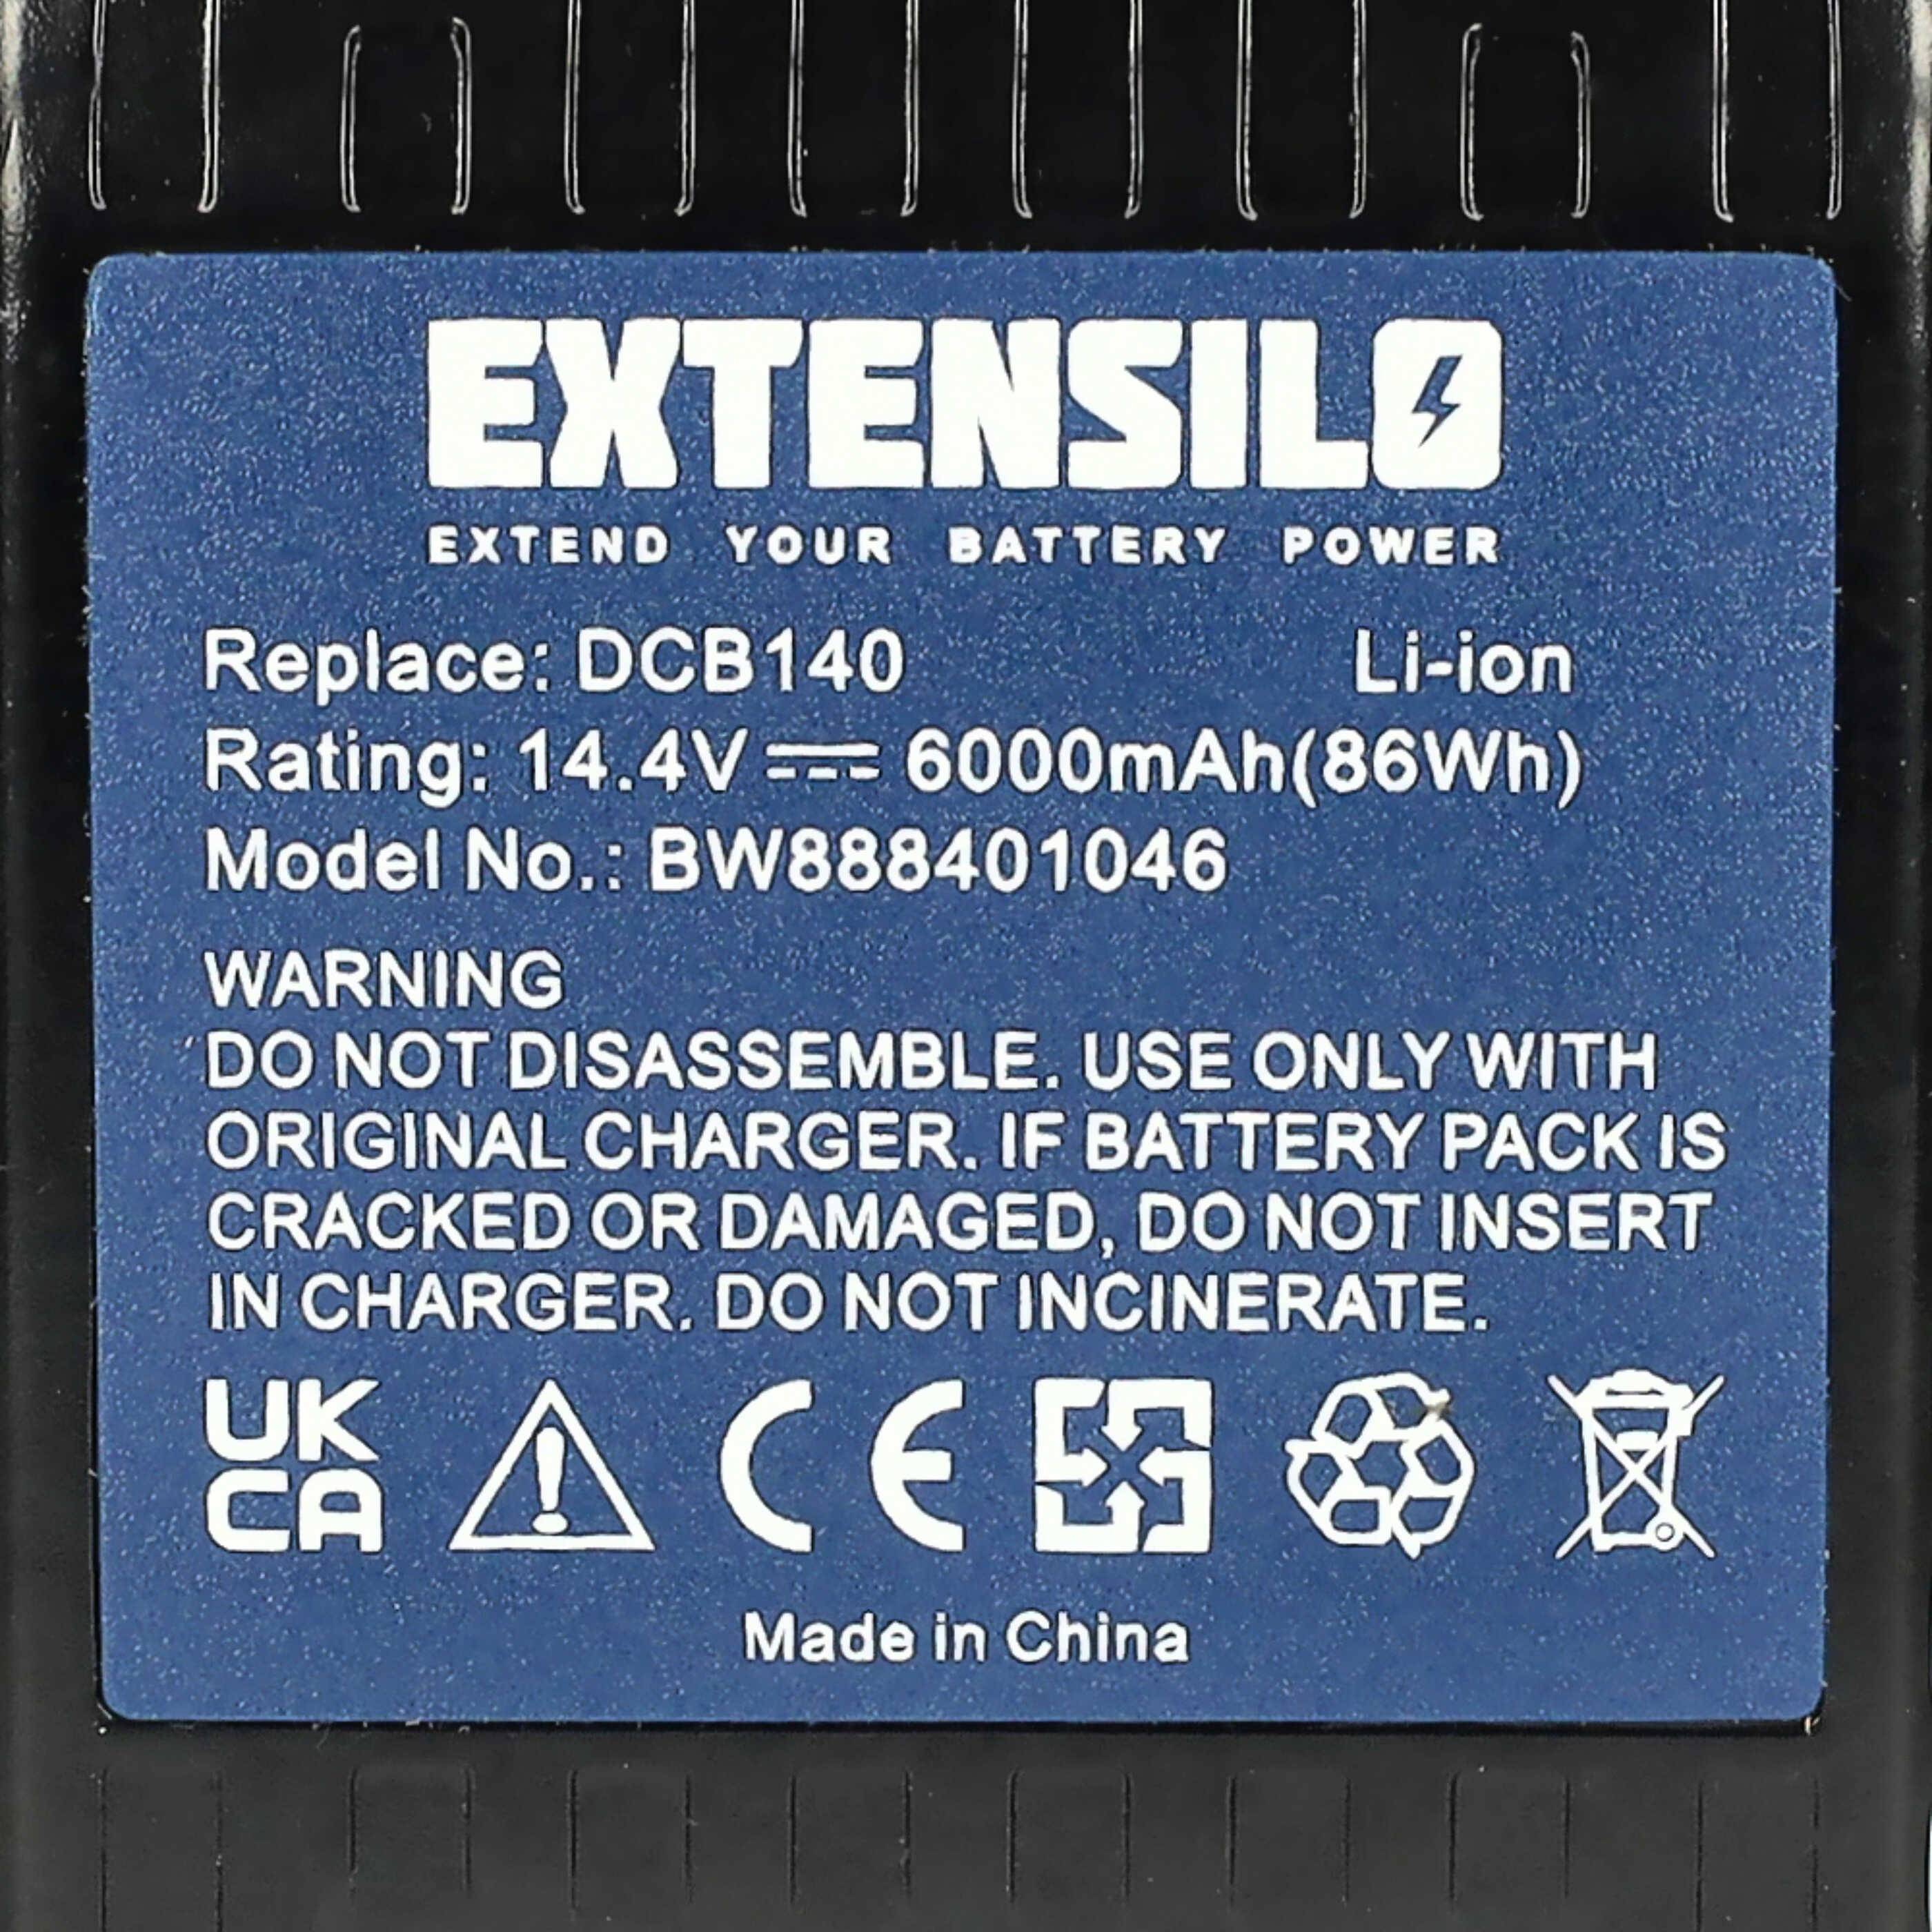 EXTENSILO
EXTEND YOUR BATTERY POWER
Replace: DCB140 Li-ion
Rating: 14.4V ⎓ 6000mAh(86Wh)
Model No.: BW888401046
WARNING
DO NOT DISASSEMBLE. USE ONLY WITH
ORIGINAL CHARGER. IF BATTERY PACK IS
CRACKED OR DAMAGED, DO NOT INSERT
IN CHARGER. DO NOT INCINERATE.
UK
CA
CE
Made in China